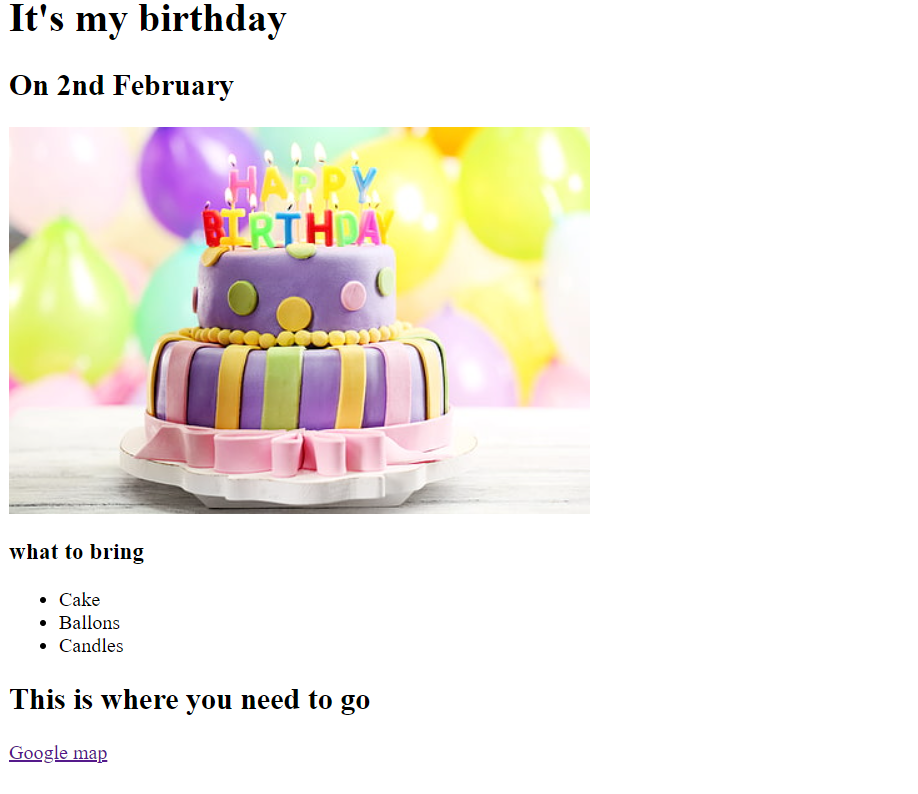 It's my birthday
On 2nd February
HAPPY
BIRTHDAY
what to bring
Cake
Ballons
Candles
This is where you need to go
Google map